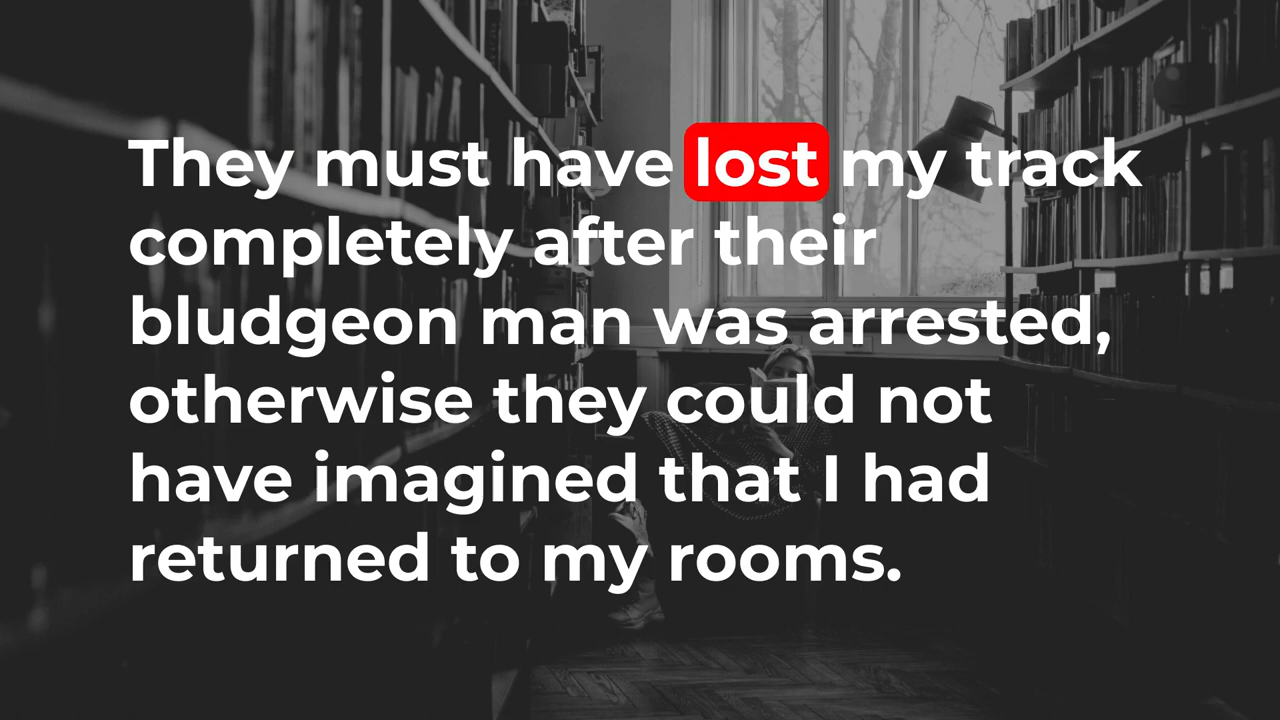 They must have lost my track
completely after their
bludgeon man was arrested,
otherwise they could not
have imagined that I had
returned to my rooms.